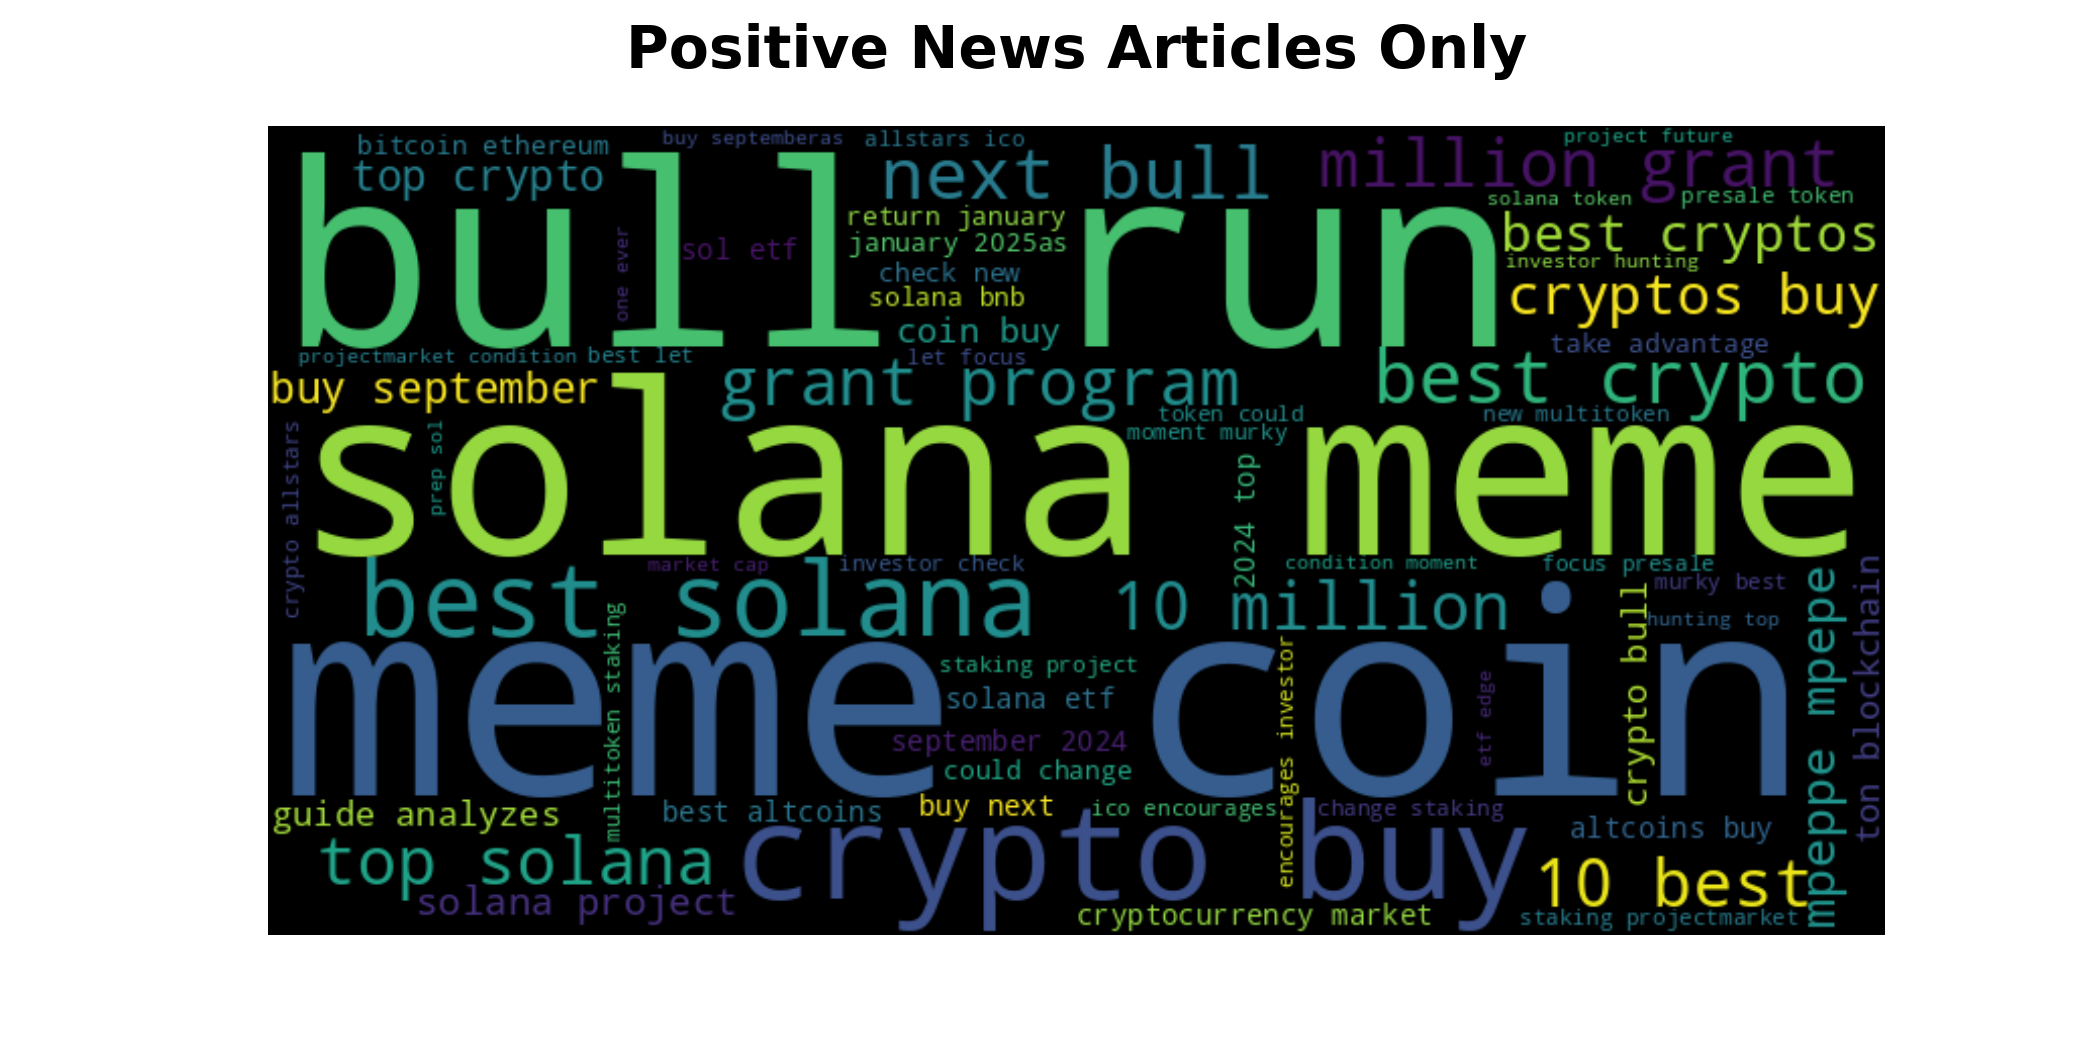 Positive News Articles Only
bitcoin ethereum
buy septemberas
allstars ico
project future
top crypto
next bull
million grant
bull run
solana token
presale token
return january
best cryptos
one ever
sol etf
january 2025as
investor hunting
check new
solana bnb
cryptos buy
coin buy
take advantage
projectmarket condition
best let
let focus
buy september
grant program
best crypto
token could
new multitoken
moment murky
solana meme
crypto allstars
prep sol
2024 top
market cap
investor check
condition moment
focus presale
best solana
10 million
murky best
hunting top
meme coin
multitoken staking
staking project
solana etf
september 2024
could change
encourages investor
etf edge
crypto bull
mpeppe mpepe
ton blockchain
guide analyzes
best altcoins
buy next
ico encourages
change staking
altcoins buy
top solana
crypto buy
10 best
solana project
cryptocurrency market
staking projectmarket